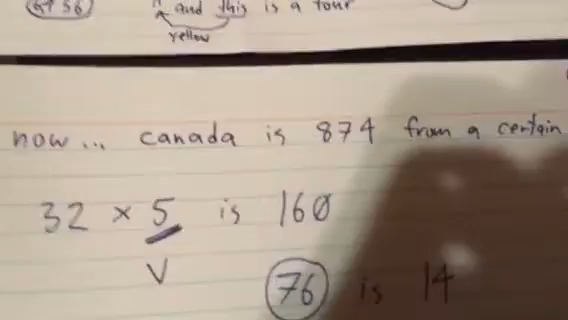 and this is a four
yellow
now... canada is 874 from a certain
32 × 5 is 160
V
76 is 14